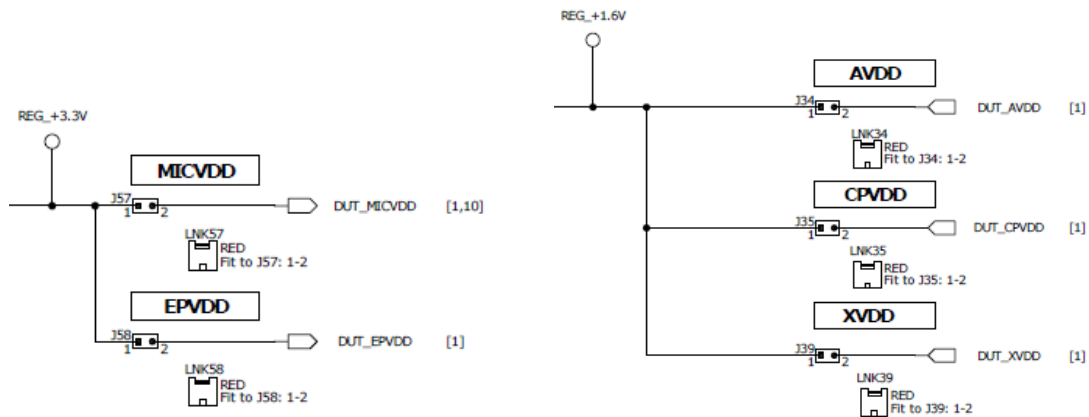 REG_+3.3V
MICVDD
J57
1 2
DUT_MICVDD [1,10]
LNK57
RED
Fit to J57: 1-2
EPVDD
J58
1 2
DUT_EPVDD [1]
LNK58
RED
Fit to J58: 1-2
REG_+1.6V
AVDD
J34
1 2
DUT_AVDD [1]
LNK34
RED
Fit to J34: 1-2
CPVDD
J35
1 2
DUT_CPVDD [1]
LNK35
RED
Fit to J35: 1-2
XVDD
J39
1 2
DUT_XVDD [1]
LNK39
RED
Fit to J39: 1-2